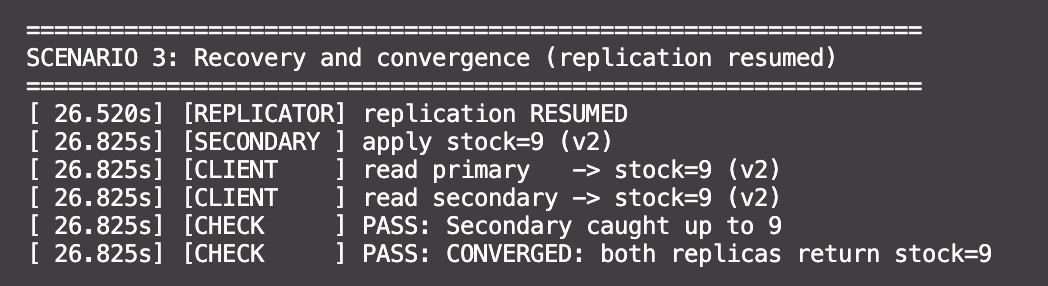 ================================================================
SCENARIO 3: Recovery and convergence (replication resumed)
================================================================
[ 26.520s] [REPLICATOR] replication RESUMED
[ 26.825s] [SECONDARY ] apply stock=9 (v2)
[ 26.825s] [CLIENT    ] read primary   -> stock=9 (v2)
[ 26.825s] [CLIENT    ] read secondary -> stock=9 (v2)
[ 26.825s] [CHECK     ] PASS: Secondary caught up to 9
[ 26.825s] [CHECK     ] PASS: CONVERGED: both replicas return stock=9